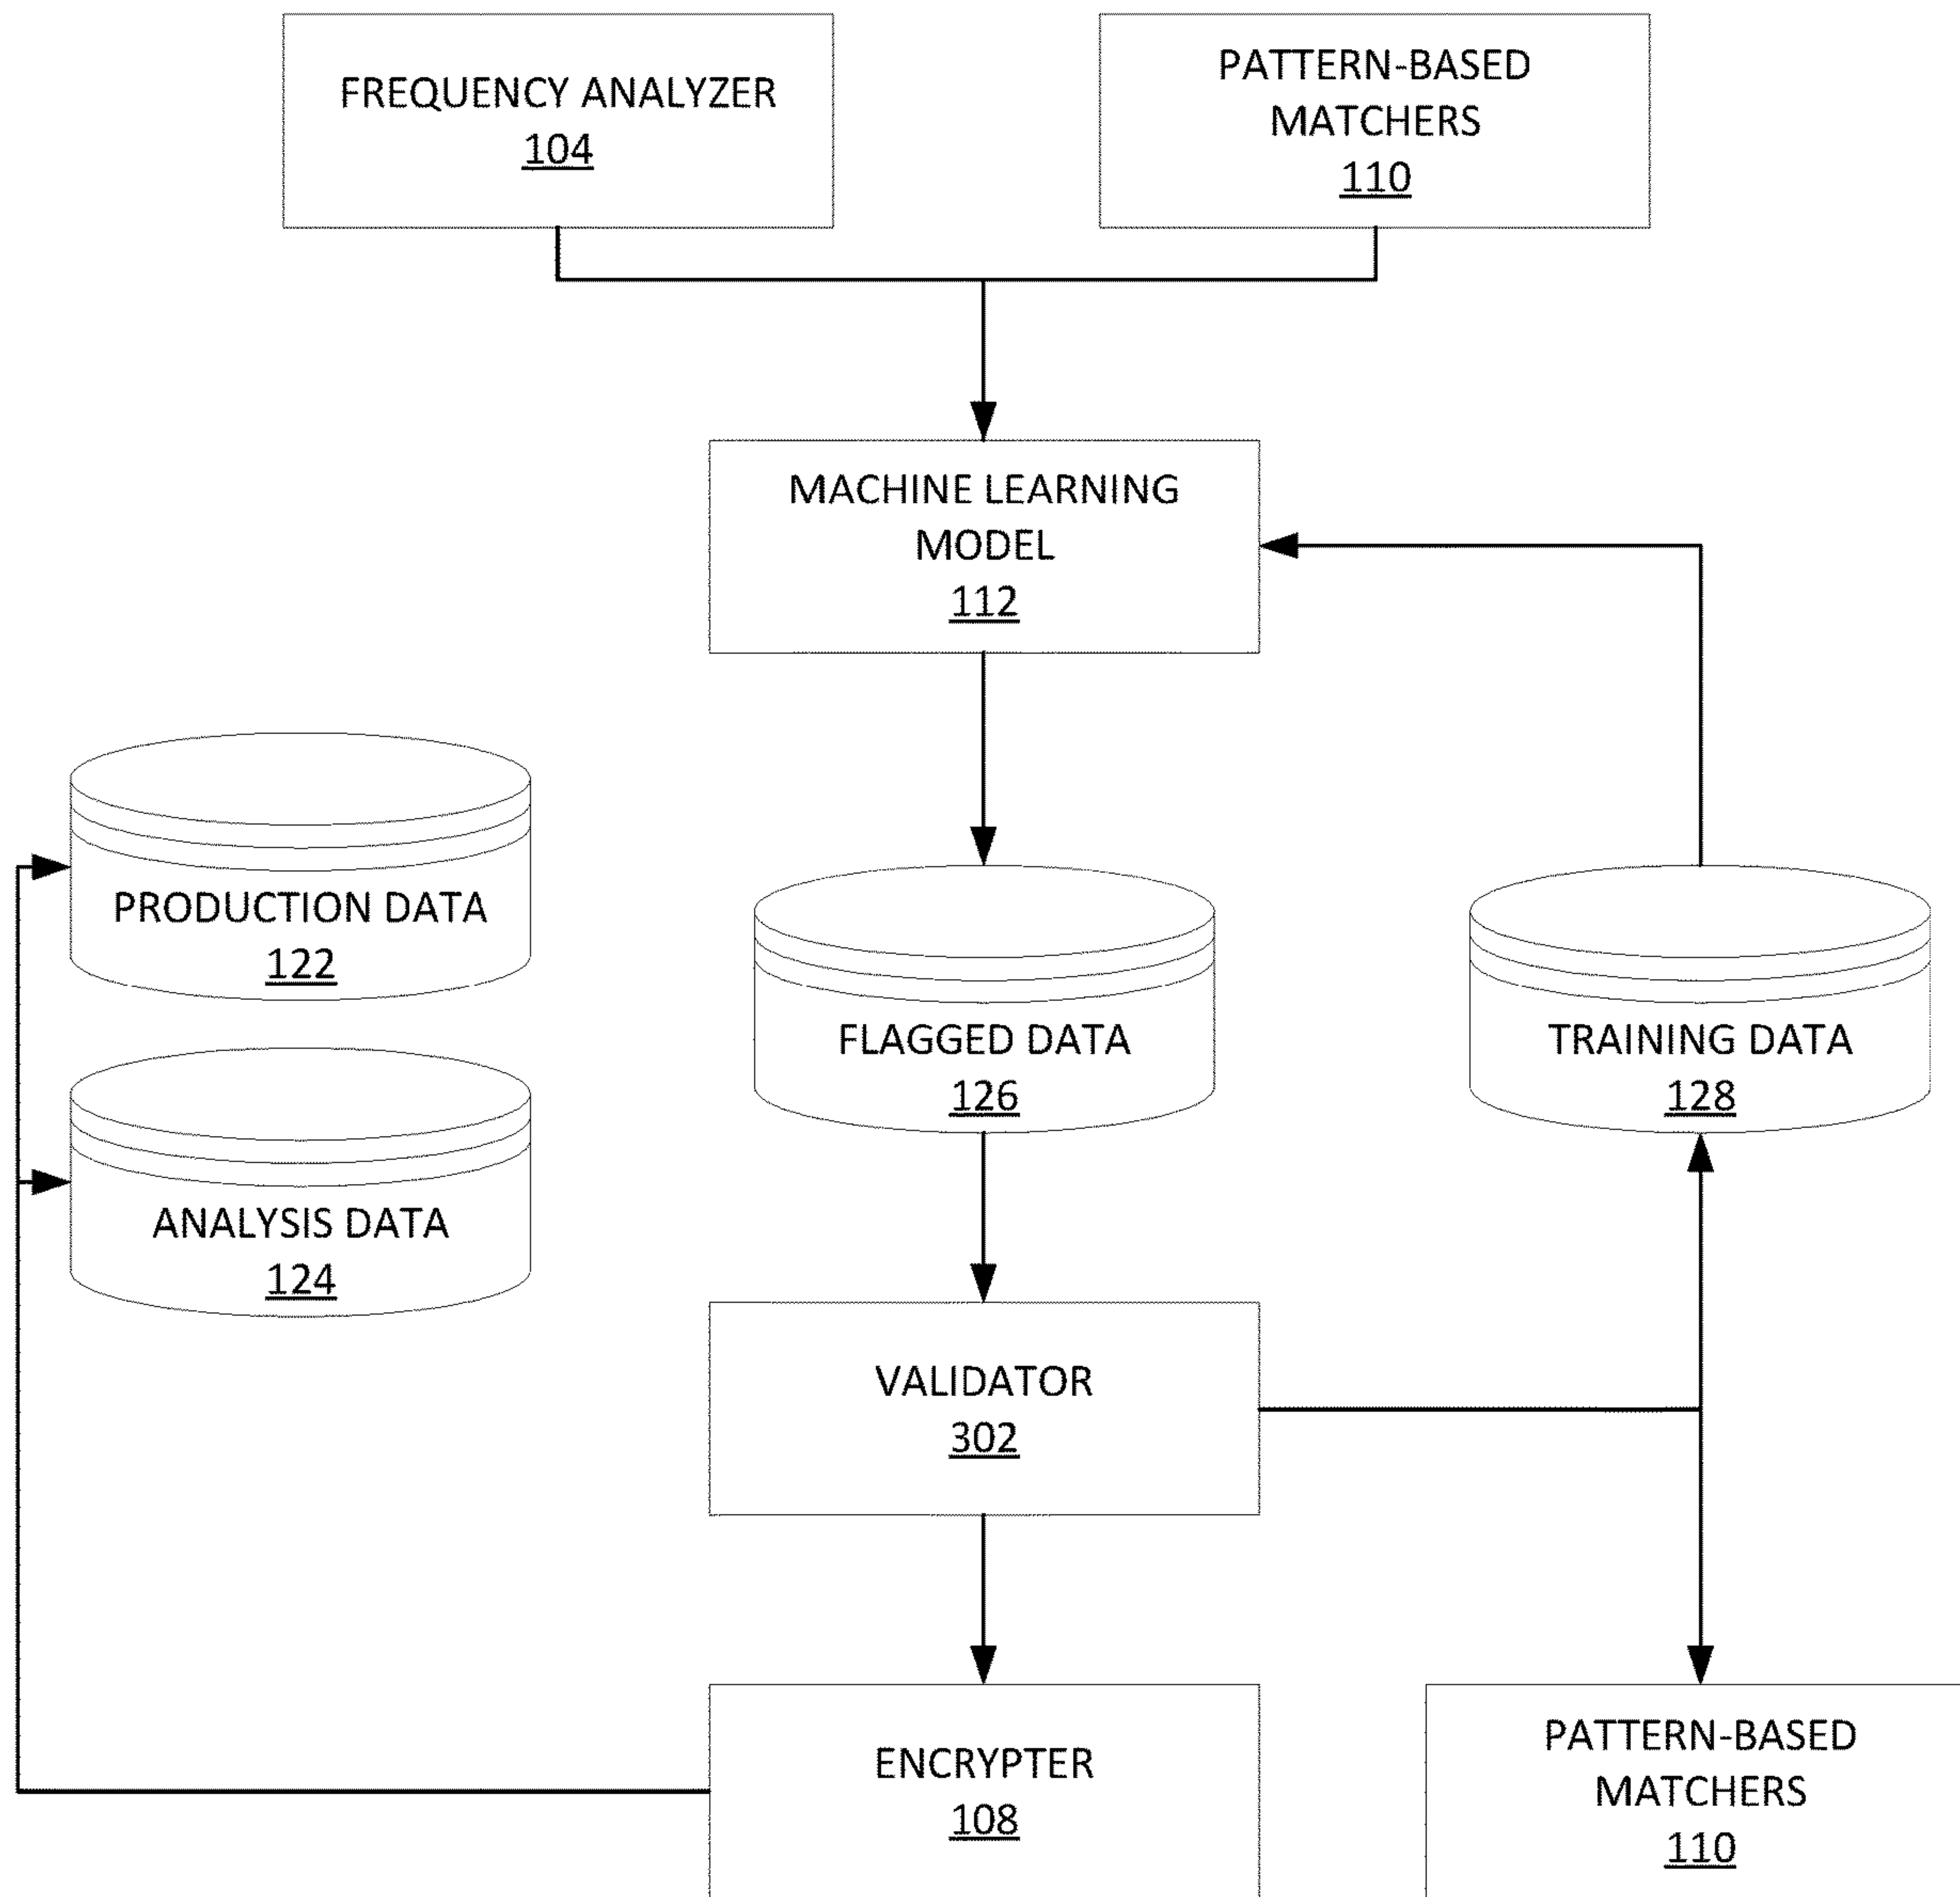 FREQUENCY ANALYZER
104
PATTERN-BASED
MATCHERS
110
MACHINE LEARNING
MODEL
112
PRODUCTION DATA
122
ANALYSIS DATA
124
FLAGGED DATA
126
TRAINING DATA
128
VALIDATOR
302
ENCRYPTER
108
PATTERN-BASED
MATCHERS
110